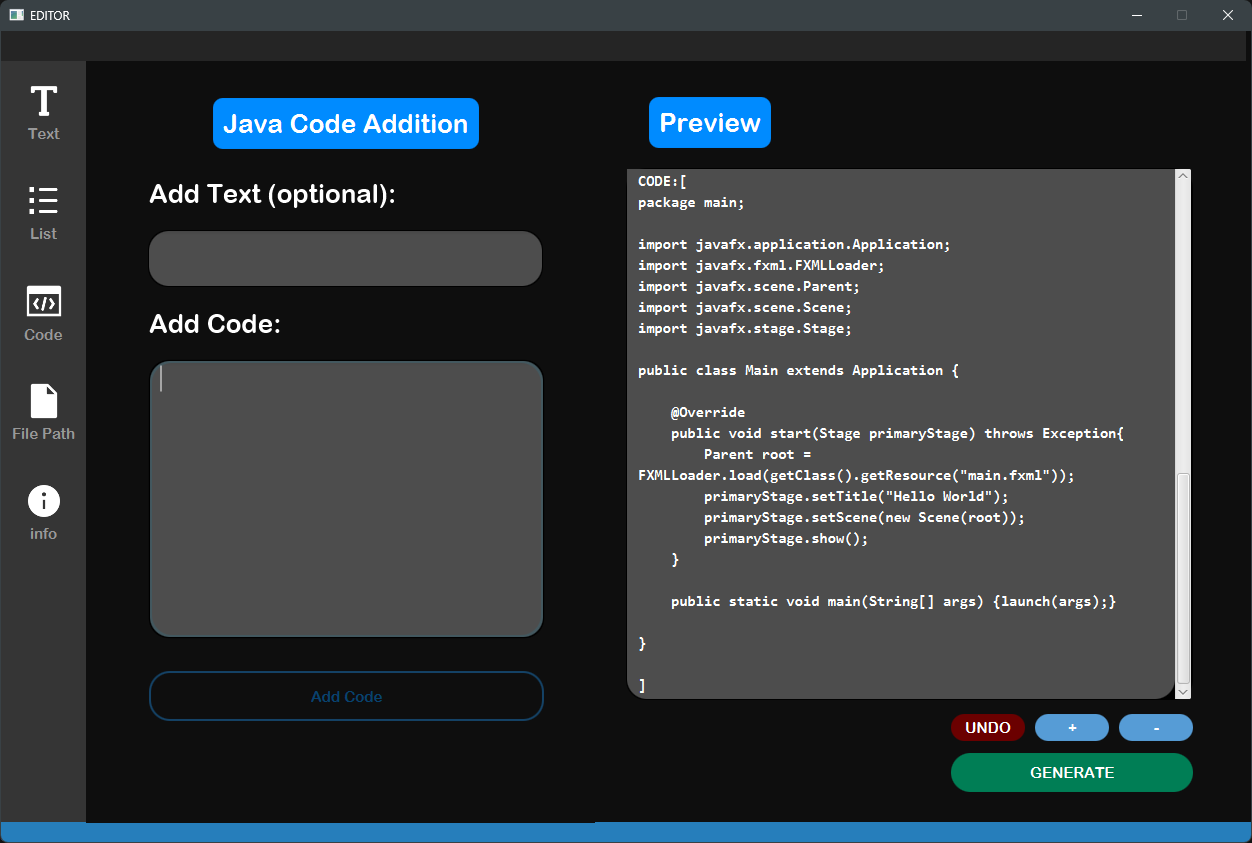 EDITOR
Text
List
Code
File Path
info
Java Code Addition
Add Text (optional):
Add Code:
Add Code
Preview
CODE:[
package main;

import javafx.application.Application;
import javafx.fxml.FXMLLoader;
import javafx.scene.Parent;
import javafx.scene.Scene;
import javafx.stage.Stage;

public class Main extends Application {

    @Override
    public void start(Stage primaryStage) throws Exception{
        Parent root =
FXMLLoader.load(getClass().getResource("main.fxml"));
        primaryStage.setTitle("Hello World");
        primaryStage.setScene(new Scene(root));
        primaryStage.show();
    }

    public static void main(String[] args) {launch(args);}

}

]
UNDO + -
GENERATE